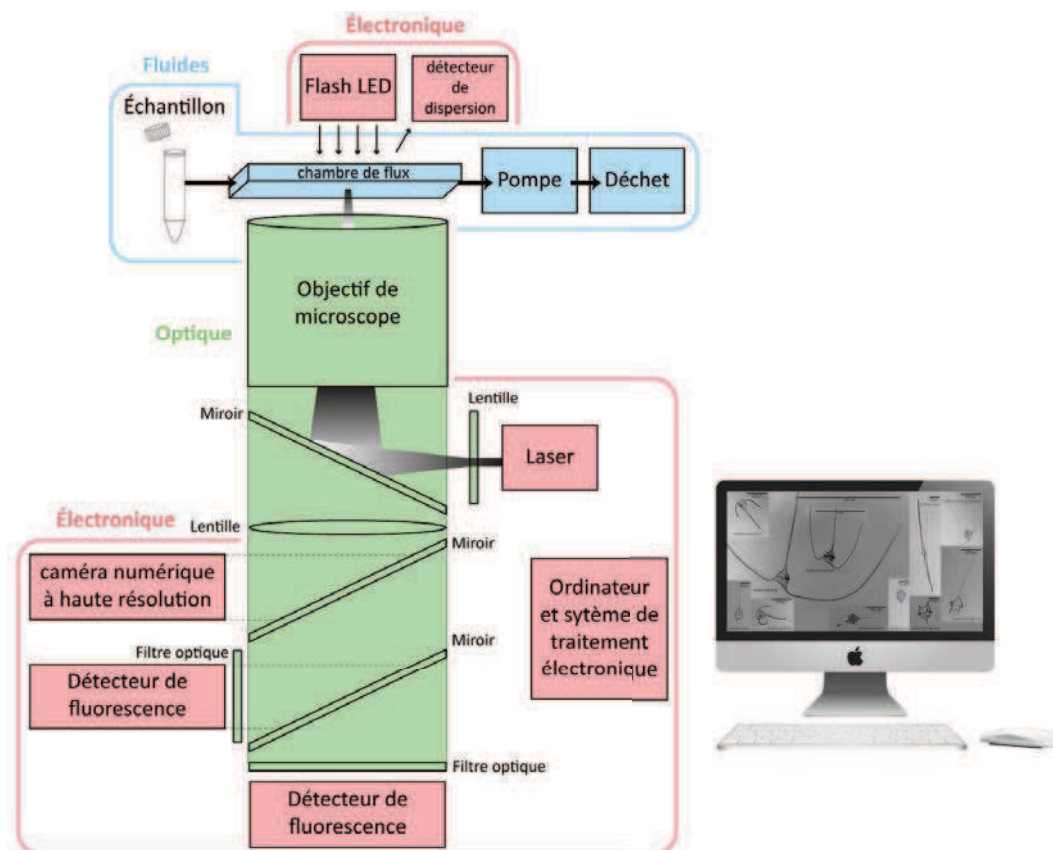 Électronique
Fluides
Flash LED
détecteur
de
dispersion
Échantillon
chambre de flux
Pompe
Déchet
Objectif de
microscope
Optique
Lentille
Miroir
Laser
Électronique
Lentille
Miroir
caméra numérique
à haute résolution
Ordinateur
et sytème de
traitement
électronique
Miroir
Filtre optique
Détecteur de
fluorescence
Filtre optique
Détecteur de
fluorescence